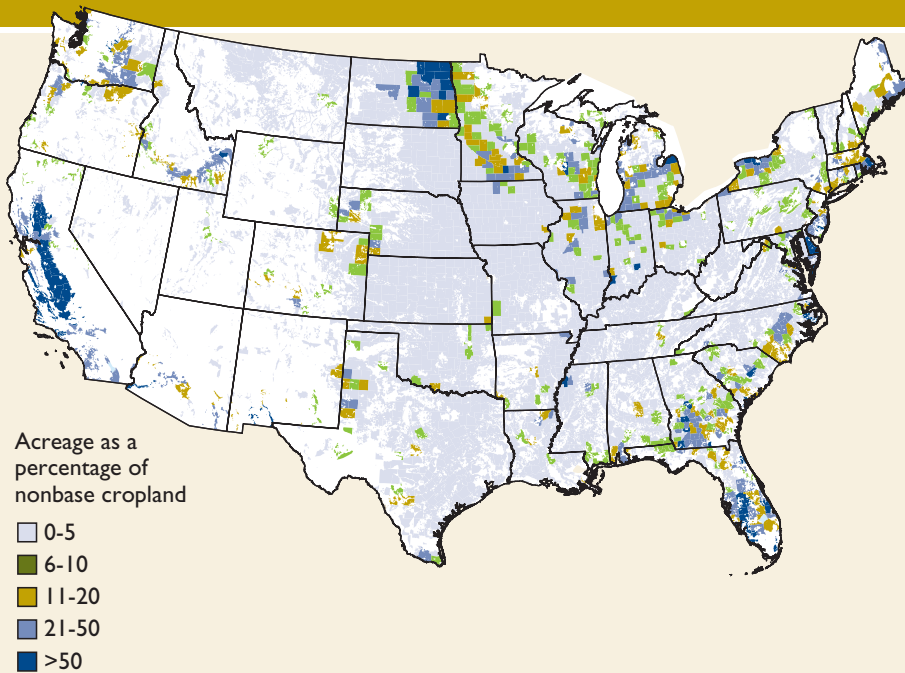 Acreage as a
percentage of
nonbase cropland
0-5
6-10
11-20
21-50
>50